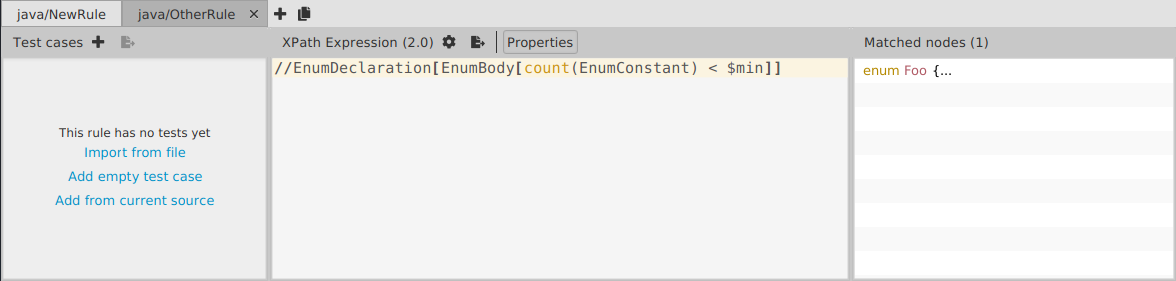 java/NewRule java/OtherRule
Test cases XPath Expression (2.0) Properties Matched nodes (1)
//EnumDeclaration[EnumBody[count(EnumConstant) < $min]]
enum Foo {...
This rule has no tests yet
Import from file
Add empty test case
Add from current source